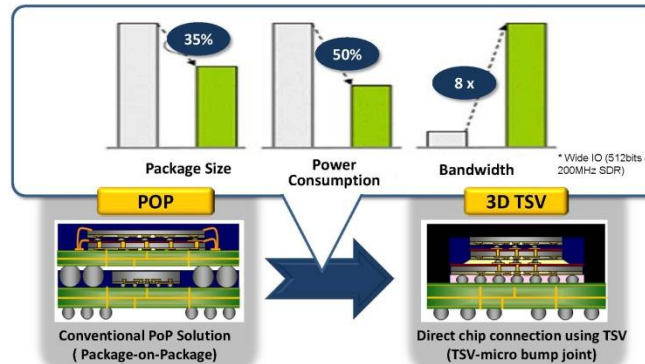 35%
50%
8 x
Package Size
Power
Consumption
Bandwidth
* Wide IO (512bits
200MHz SDR)
POP
3D TSV
Conventional PoP Solution
( Package-on-Package)
Direct chip connection using TSV
(TSV-micro bump joint)